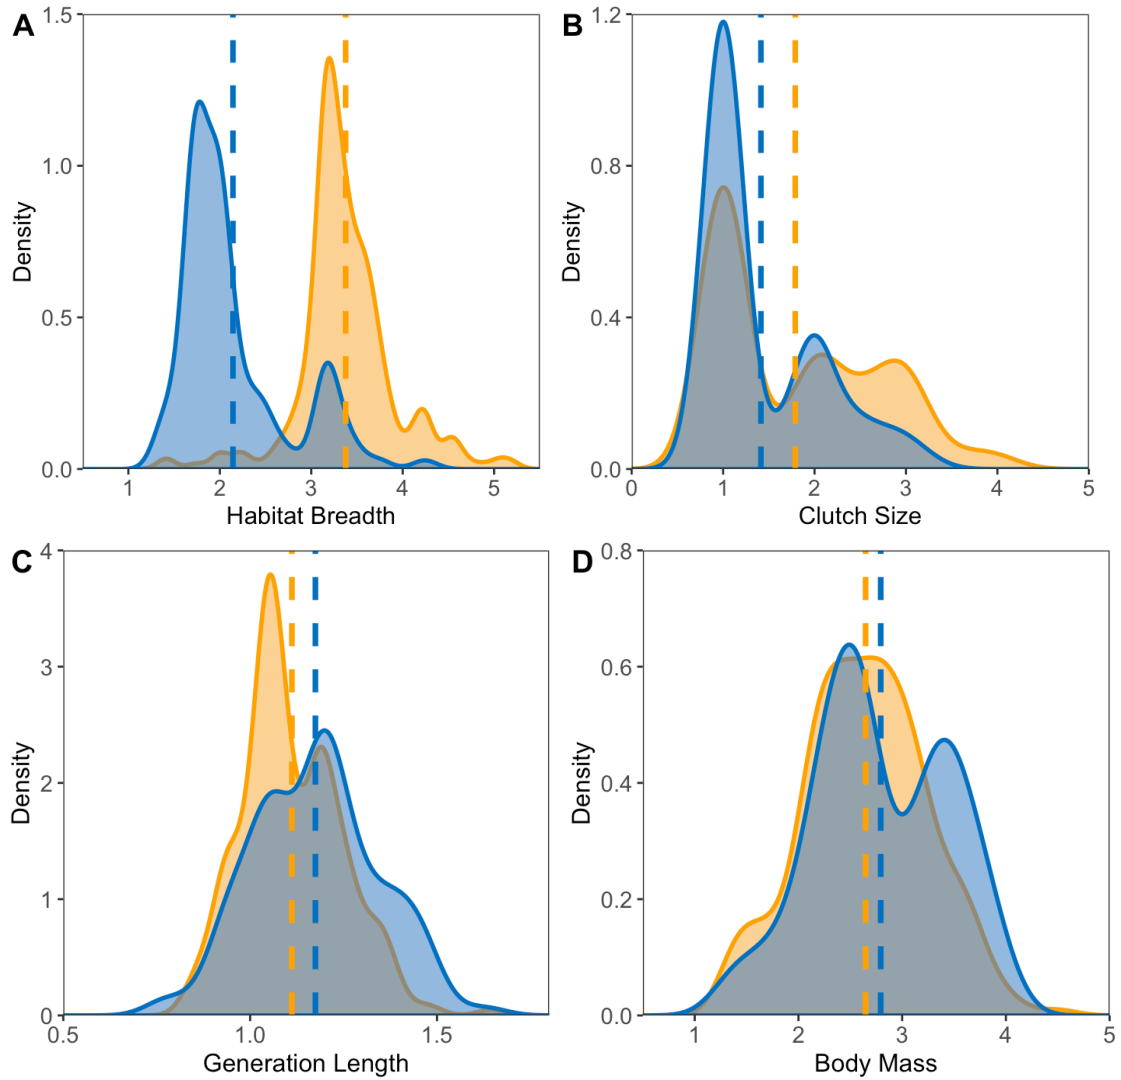 A
1.5
1.0
0.5
0.0
Density
1 2 3 4 5
Habitat Breadth
B
1.2
0.8
0.4
0.0
Density
0 1 2 3 4 5
Clutch Size
C
4
3
2
1
0
Density
0.5 1.0 1.5
Generation Length
D
0.8
0.6
0.4
0.2
0.0
Density
1 2 3 4 5
Body Mass